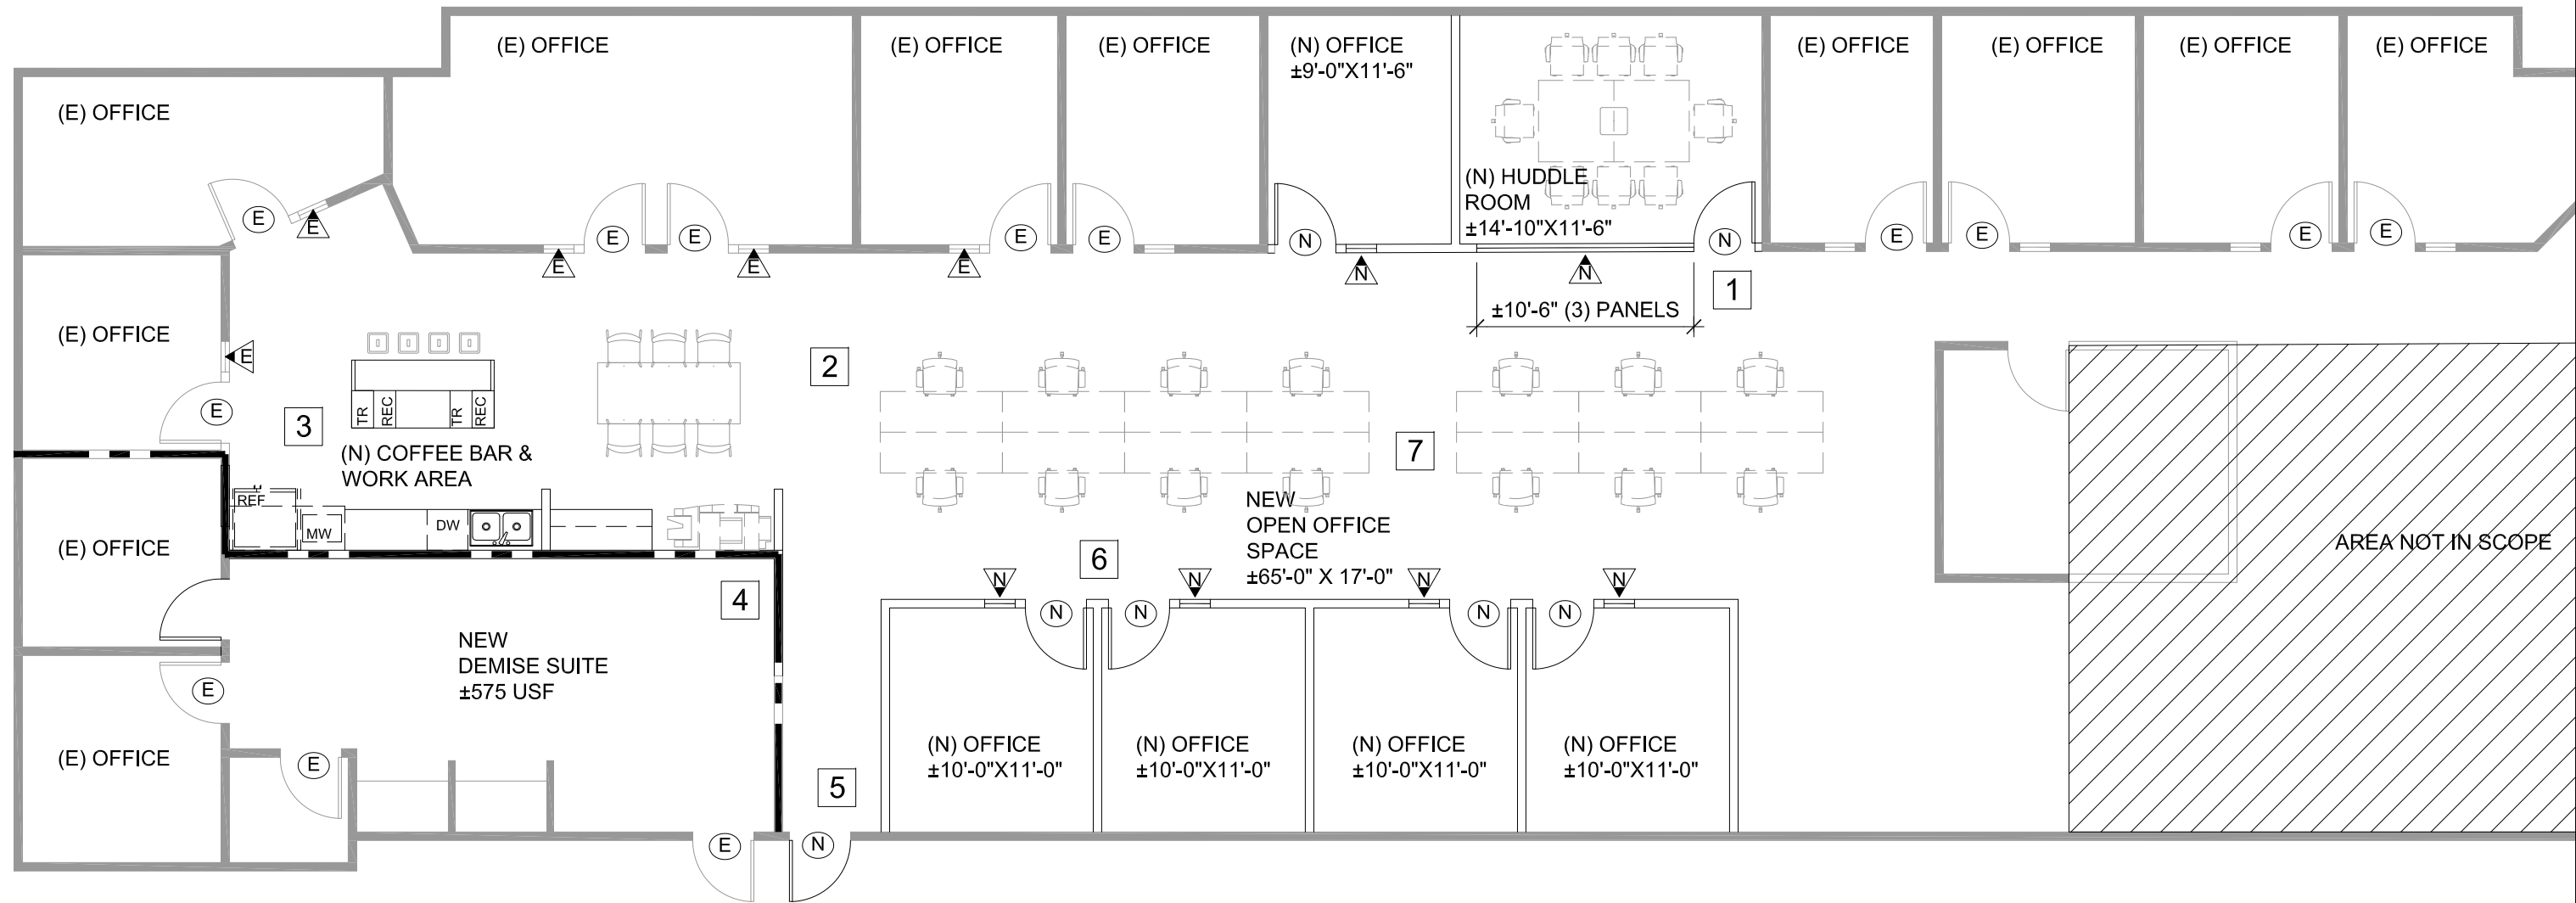 (E) OFFICE
(E) OFFICE
(E) OFFICE
(E) OFFICE
(N) OFFICE
±9'-0"X11'-6"
(E) OFFICE
(E) OFFICE
(E) OFFICE
(E) OFFICE
(N) HUDDLE
ROOM
±14'-10"X11'-6"
E
E
E
E
E
E
E
E
E
N
N
N
N
E
E
E
E
1
±10'-6" (3) PANELS
(E) OFFICE
E
E
2
3
TR
REC
TR
REC
(N) COFFEE BAR &
WORK AREA
REF
MW
DW
7
NEW
OPEN OFFICE
SPACE
±65'-0" X 17'-0"
AREA NOT IN SCOPE
(E) OFFICE
4
6
N
N
N
N
N
N
N
N
NEW
DEMISE SUITE
±575 USF
E
(E) OFFICE
E
5
(N) OFFICE
±10'-0"X11'-0"
(N) OFFICE
±10'-0"X11'-0"
(N) OFFICE
±10'-0"X11'-0"
(N) OFFICE
±10'-0"X11'-0"
E
N